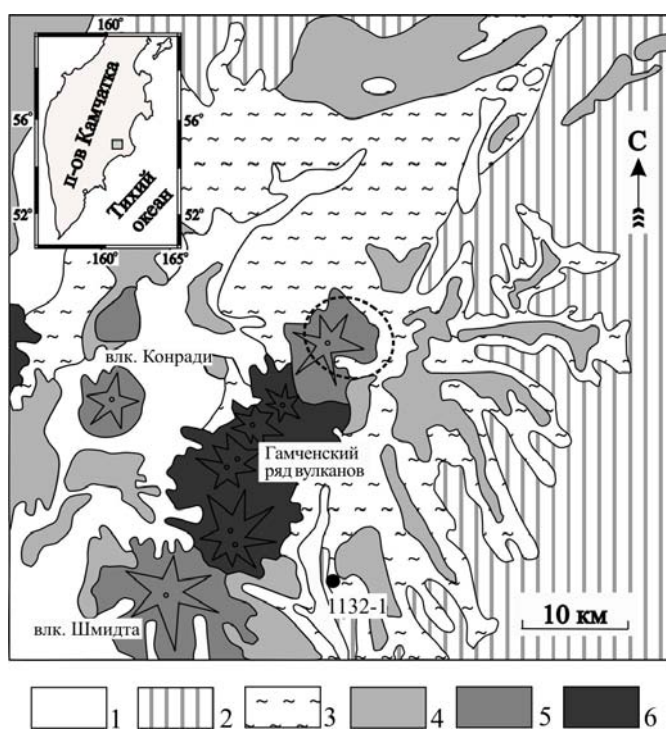 160°
56°
56°
52°
52°
160°
165°
п-ов Камчатка
Тихий
океан
С
влк. Конради
Гамченский
ряд вулканов
1132-1
влк. Шмидта
10 км
1
2
3
4
5
6